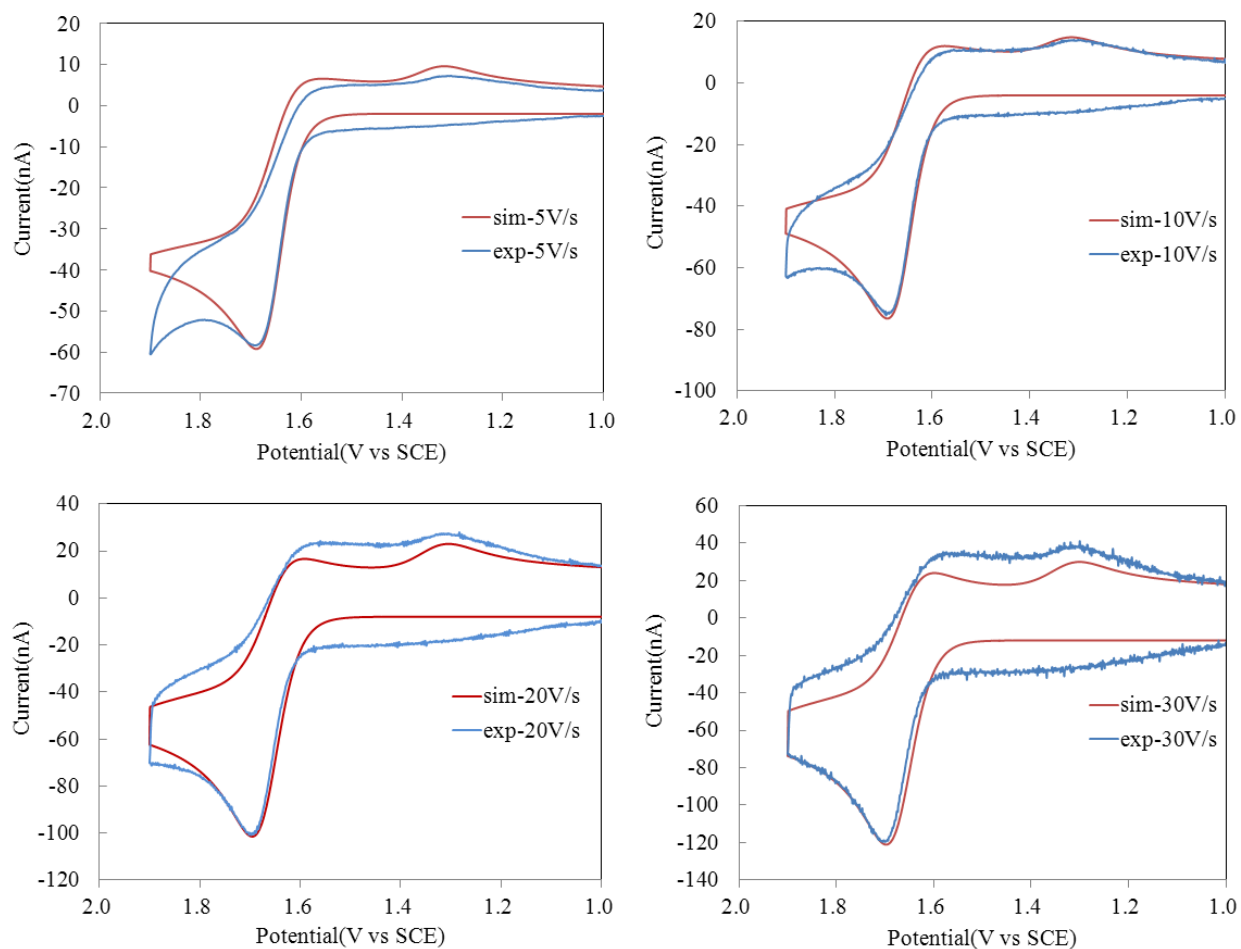 20
10
0
-10
-20
-30
-40
-50
-60
-70
Current(nA)
sim-5V/s
exp-5V/s
2.0 1.8 1.6 1.4 1.2 1.0
Potential(V vs SCE)
20
0
-20
-40
-60
-80
-100
Current(nA)
sim-10V/s
exp-10V/s
2.0 1.8 1.6 1.4 1.2 1.0
Potential(V vs SCE)
40
20
0
-20
-40
-60
-80
-100
-120
Current(nA)
sim-20V/s
exp-20V/s
2.0 1.8 1.6 1.4 1.2 1.0
Potential(V vs SCE)
60
40
20
0
-20
-40
-60
-80
-100
-120
-140
Current(nA)
sim-30V/s
exp-30V/s
2.0 1.8 1.6 1.4 1.2 1.0
Potential(V vs SCE)